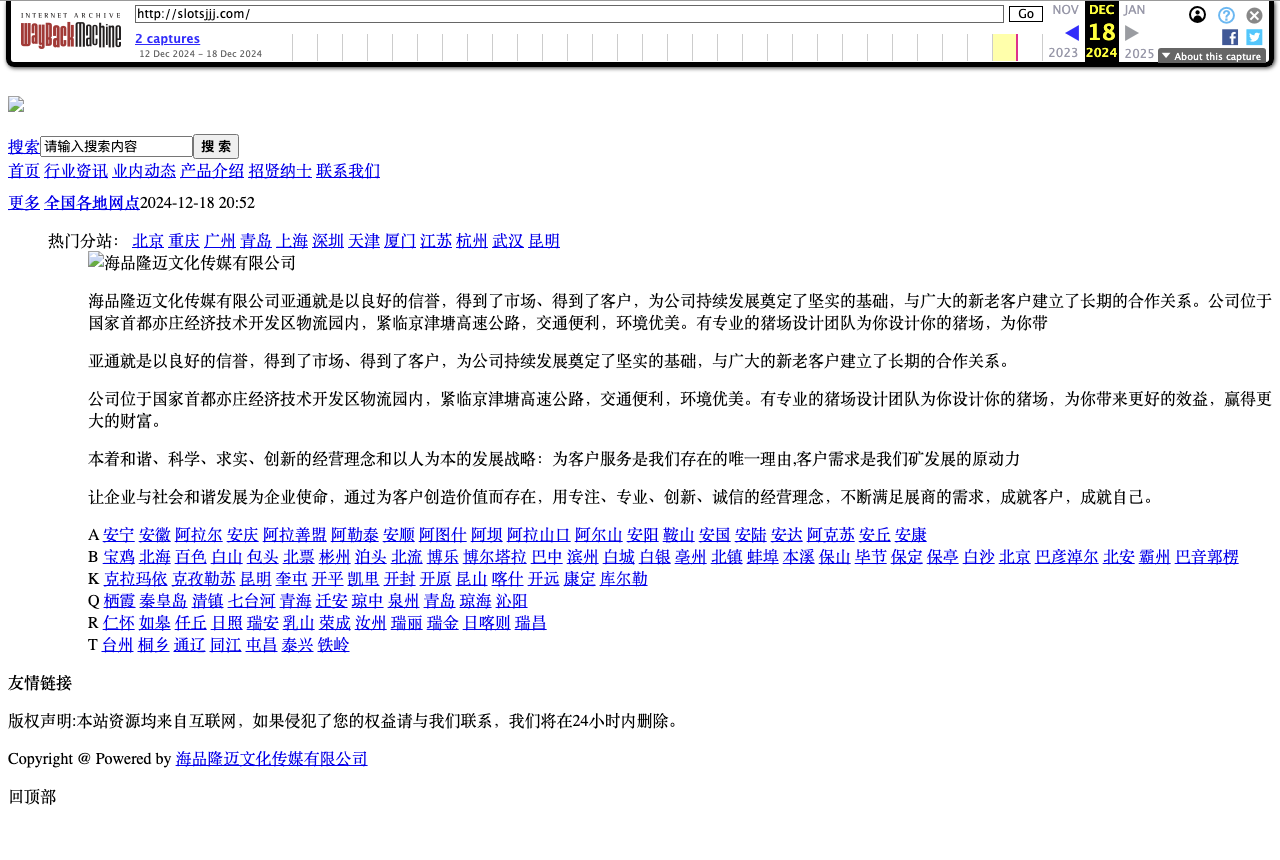 INTERNET ARCHIVE
WayBackMachine
http://slotsjjj.com/
Go
NOV DEC JAN
2 captures
18
12 Dec 2024 – 18 Dec 2024
2023 2024 2025
About this capture
搜索 请输入搜索内容 搜 索
首页 行业资讯 业内动态 产品介绍 招贤纳士 联系我们
更多 全国各地网点2024-12-18 20:52
热门分站： 北京 重庆 广州 青岛 上海 深圳 天津 厦门 江苏 杭州 武汉 昆明
海品隆迈文化传媒有限公司
海品隆迈文化传媒有限公司亚通就是以良好的信誉，得到了市场、得到了客户，为公司持续发展奠定了坚实的基础，与广大的新老客户建立了长期的合作关系。公司位于
国家首都亦庄经济技术开发区物流园内，紧临京津塘高速公路，交通便利，环境优美。有专业的猪场设计团队为你设计你的猪场，为你带
亚通就是以良好的信誉，得到了市场、得到了客户，为公司持续发展奠定了坚实的基础，与广大的新老客户建立了长期的合作关系。
公司位于国家首都亦庄经济技术开发区物流园内，紧临京津塘高速公路，交通便利，环境优美。有专业的猪场设计团队为你设计你的猪场，为你带来更好的效益，赢得更
大的财富。
本着和谐、科学、求实、创新的经营理念和以人为本的发展战略：为客户服务是我们存在的唯一理由,客户需求是我们矿发展的原动力
让企业与社会和谐发展为企业使命，通过为客户创造价值而存在，用专注、专业、创新、诚信的经营理念，不断满足展商的需求，成就客户，成就自己。
A 安宁 安徽 阿拉尔 安庆 阿拉善盟 阿勒泰 安顺 阿图什 阿坝 阿拉山口 阿尔山 安阳 鞍山 安国 安陆 安达 阿克苏 安丘 安康
B 宝鸡 北海 百色 白山 包头 北票 彬州 泊头 北流 博乐 博尔塔拉 巴中 滨州 白城 白银 亳州 北镇 蚌埠 本溪 保山 毕节 保定 保亭 白沙 北京 巴彦淖尔 北安 霸州 巴音郭楞
K 克拉玛依 克孜勒苏 昆明 奎屯 开平 凯里 开封 开原 昆山 喀什 开远 康定 库尔勒
Q 栖霞 秦皇岛 清镇 七台河 青海 迁安 琼中 泉州 青岛 琼海 沁阳
R 仁怀 如皋 任丘 日照 瑞安 乳山 荣成 汝州 瑞丽 瑞金 日喀则 瑞昌
T 台州 桐乡 通辽 同江 屯昌 泰兴 铁岭
友情链接
版权声明:本站资源均来自互联网，如果侵犯了您的权益请与我们联系，我们将在24小时内删除。
Copyright @ Powered by 海品隆迈文化传媒有限公司
回顶部